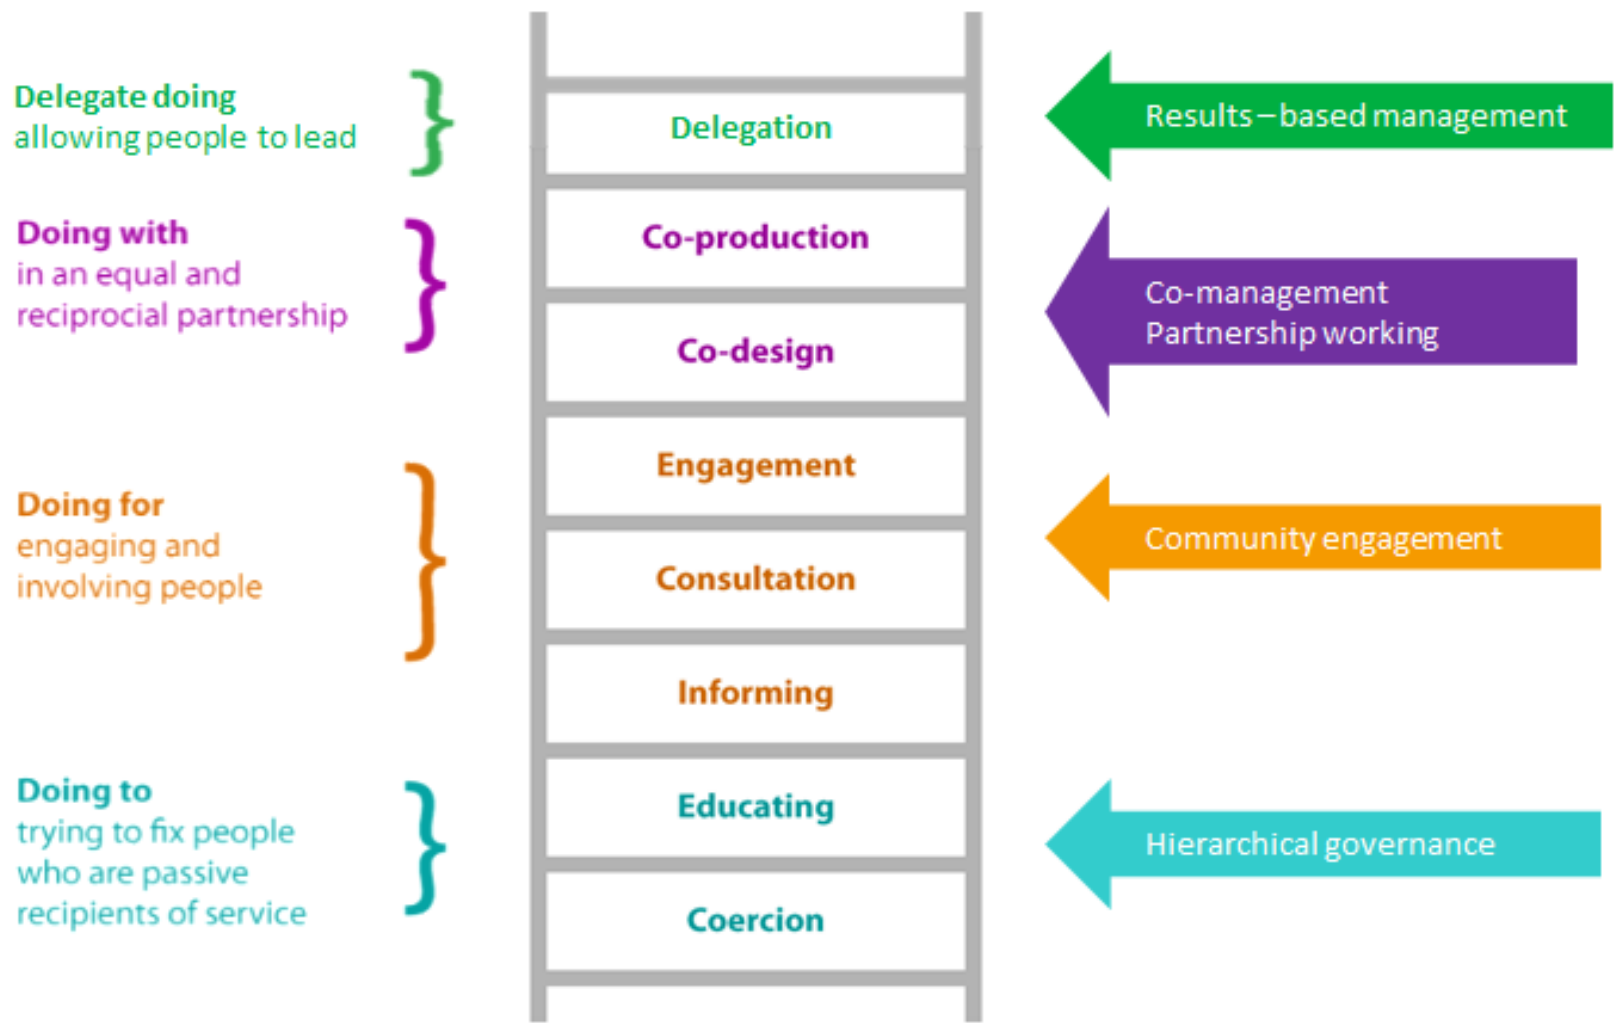 Delegate doing
allowing people to lead
Delegation
Results–based management
Doing with
in an equal and
reciprocial partnership
Co-production
Co-design
Co-management
Partnership working
Doing for
engaging and
involving people
Engagement
Consultation
Informing
Community engagement
Doing to
trying to fix people
who are passive
recipients of service
Educating
Coercion
Hierarchical governance